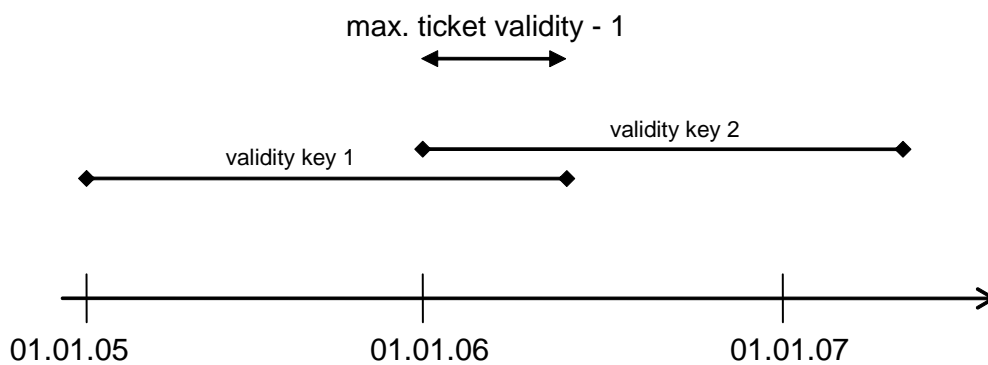 max. ticket validity - 1
validity key 2
validity key 1
01.01.05 01.01.06 01.01.07